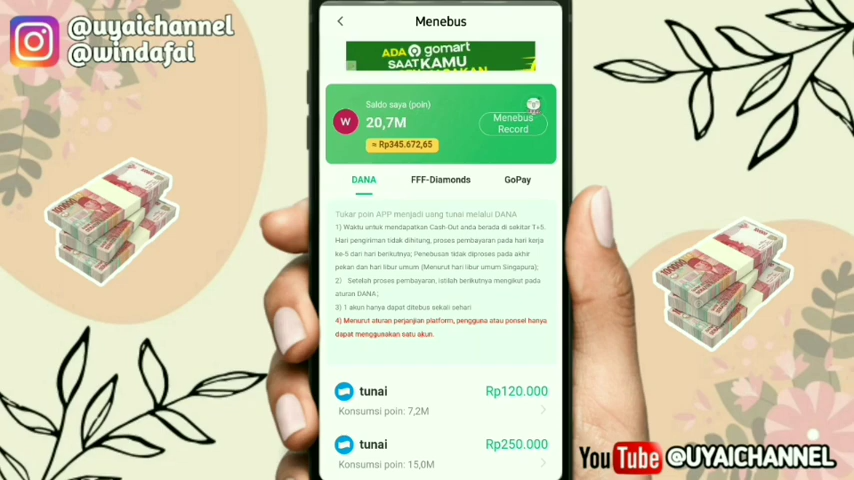 @uyaichannel
@windafai
Menebus
ADA gomart
SAAT KAMU
Saldo saya (poin)
W
20,7M
≈ Rp345.672,65
Menebus
Record
DANA
FFF-Diamonds
GoPay
Tukar poin APP menjadi uang tunai melalui DANA
1) Waktu untuk mendapatkan Cash-Out anda berada di sekitar T+5.
Hari pengiriman tidak dihitung, proses pembayaran pada hari kerja
ke-5 dan hari berikutnya; Penebusan tidak diproses pada akhir
pekan dan hari libur umum (Menurut hari libur umum Singapura);
2) Setelah proses pembayaran, istilah berikutnya mengikut pada
aturan DANA;
3) 1 akun hanya dapat ditebus sekali sehari
4) Menurut aturan perjanjian platform, pengguna atau ponsel hanya
dapat menggunakan satu akun.
tunai
Rp120.000
Konsumsi poin: 7,2M
tunai
Rp250.000
Konsumsi poin: 15,0M
YouTube @UYAICHANNEL